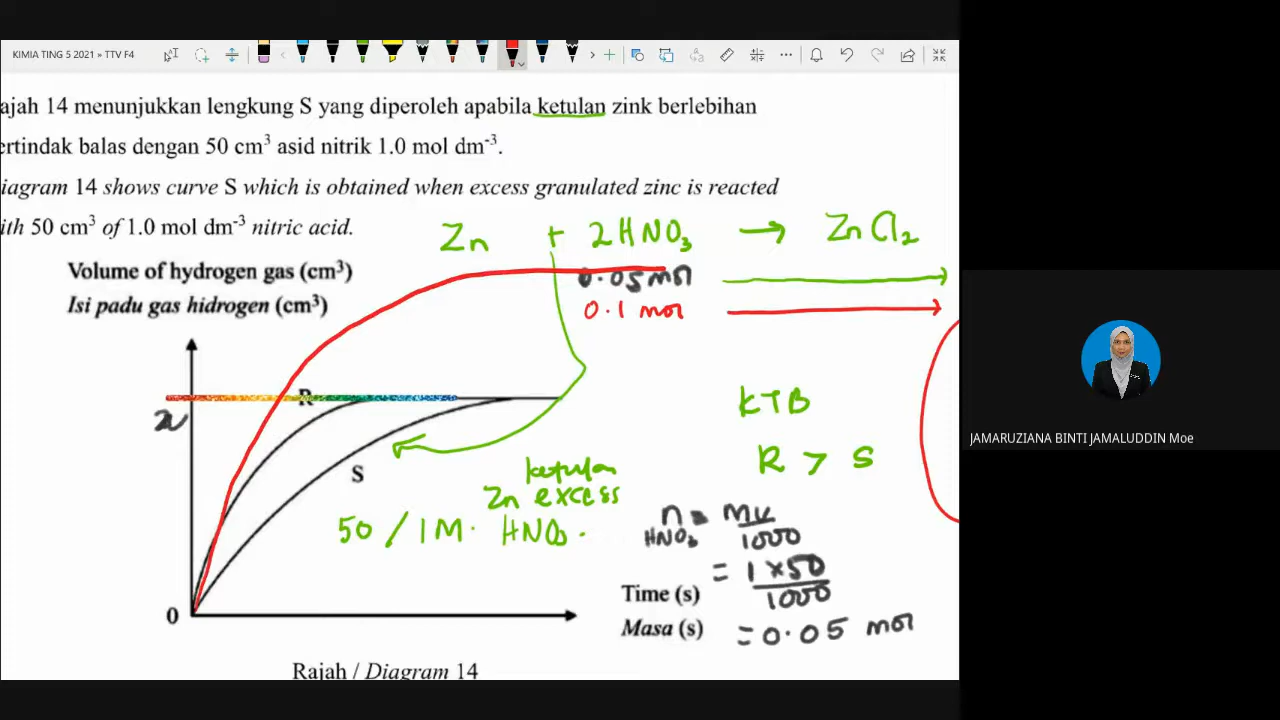 KIMIA TING 5 2021 » TTV F4
ajah 14 menunjukkan lengkung S yang diperoleh apabila ketulan zink berlebihan
ertindak balas dengan 50 cm³ asid nitrik 1.0 mol dm⁻³.
iagram 14 shows curve S which is obtained when excess granulated zinc is reacted
ith 50 cm³ of 1.0 mol dm⁻³ nitric acid.
Zn + 2HNO₃ → ZnCl₂
Volume of hydrogen gas (cm³)
0.05 mol
Isi padu gas hidrogen (cm³)
0.1 mol
R
x
KTB
R > S
S
ketulan
Zn excess
50 / 1M. HNO₃.
n = MV
HNO₃ 1000
= 1 x 50
1000
= 0.05 mol
Time (s)
Masa (s)
0
Rajah / Diagram 14
JAMARUZIANA BINTI JAMALUDDIN Moe